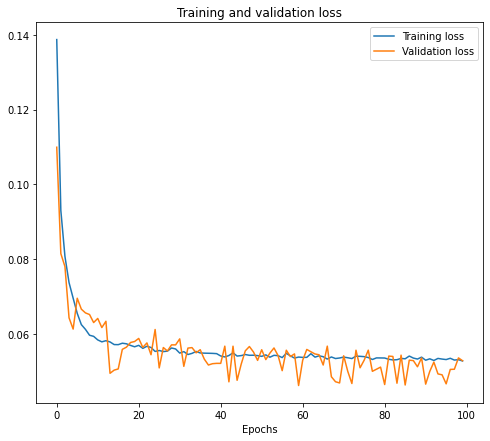 Training and validation loss
0.14
Training loss
Validation loss
0.12
0.10
0.08
0.06
0 20 40 60 80 100
Epochs